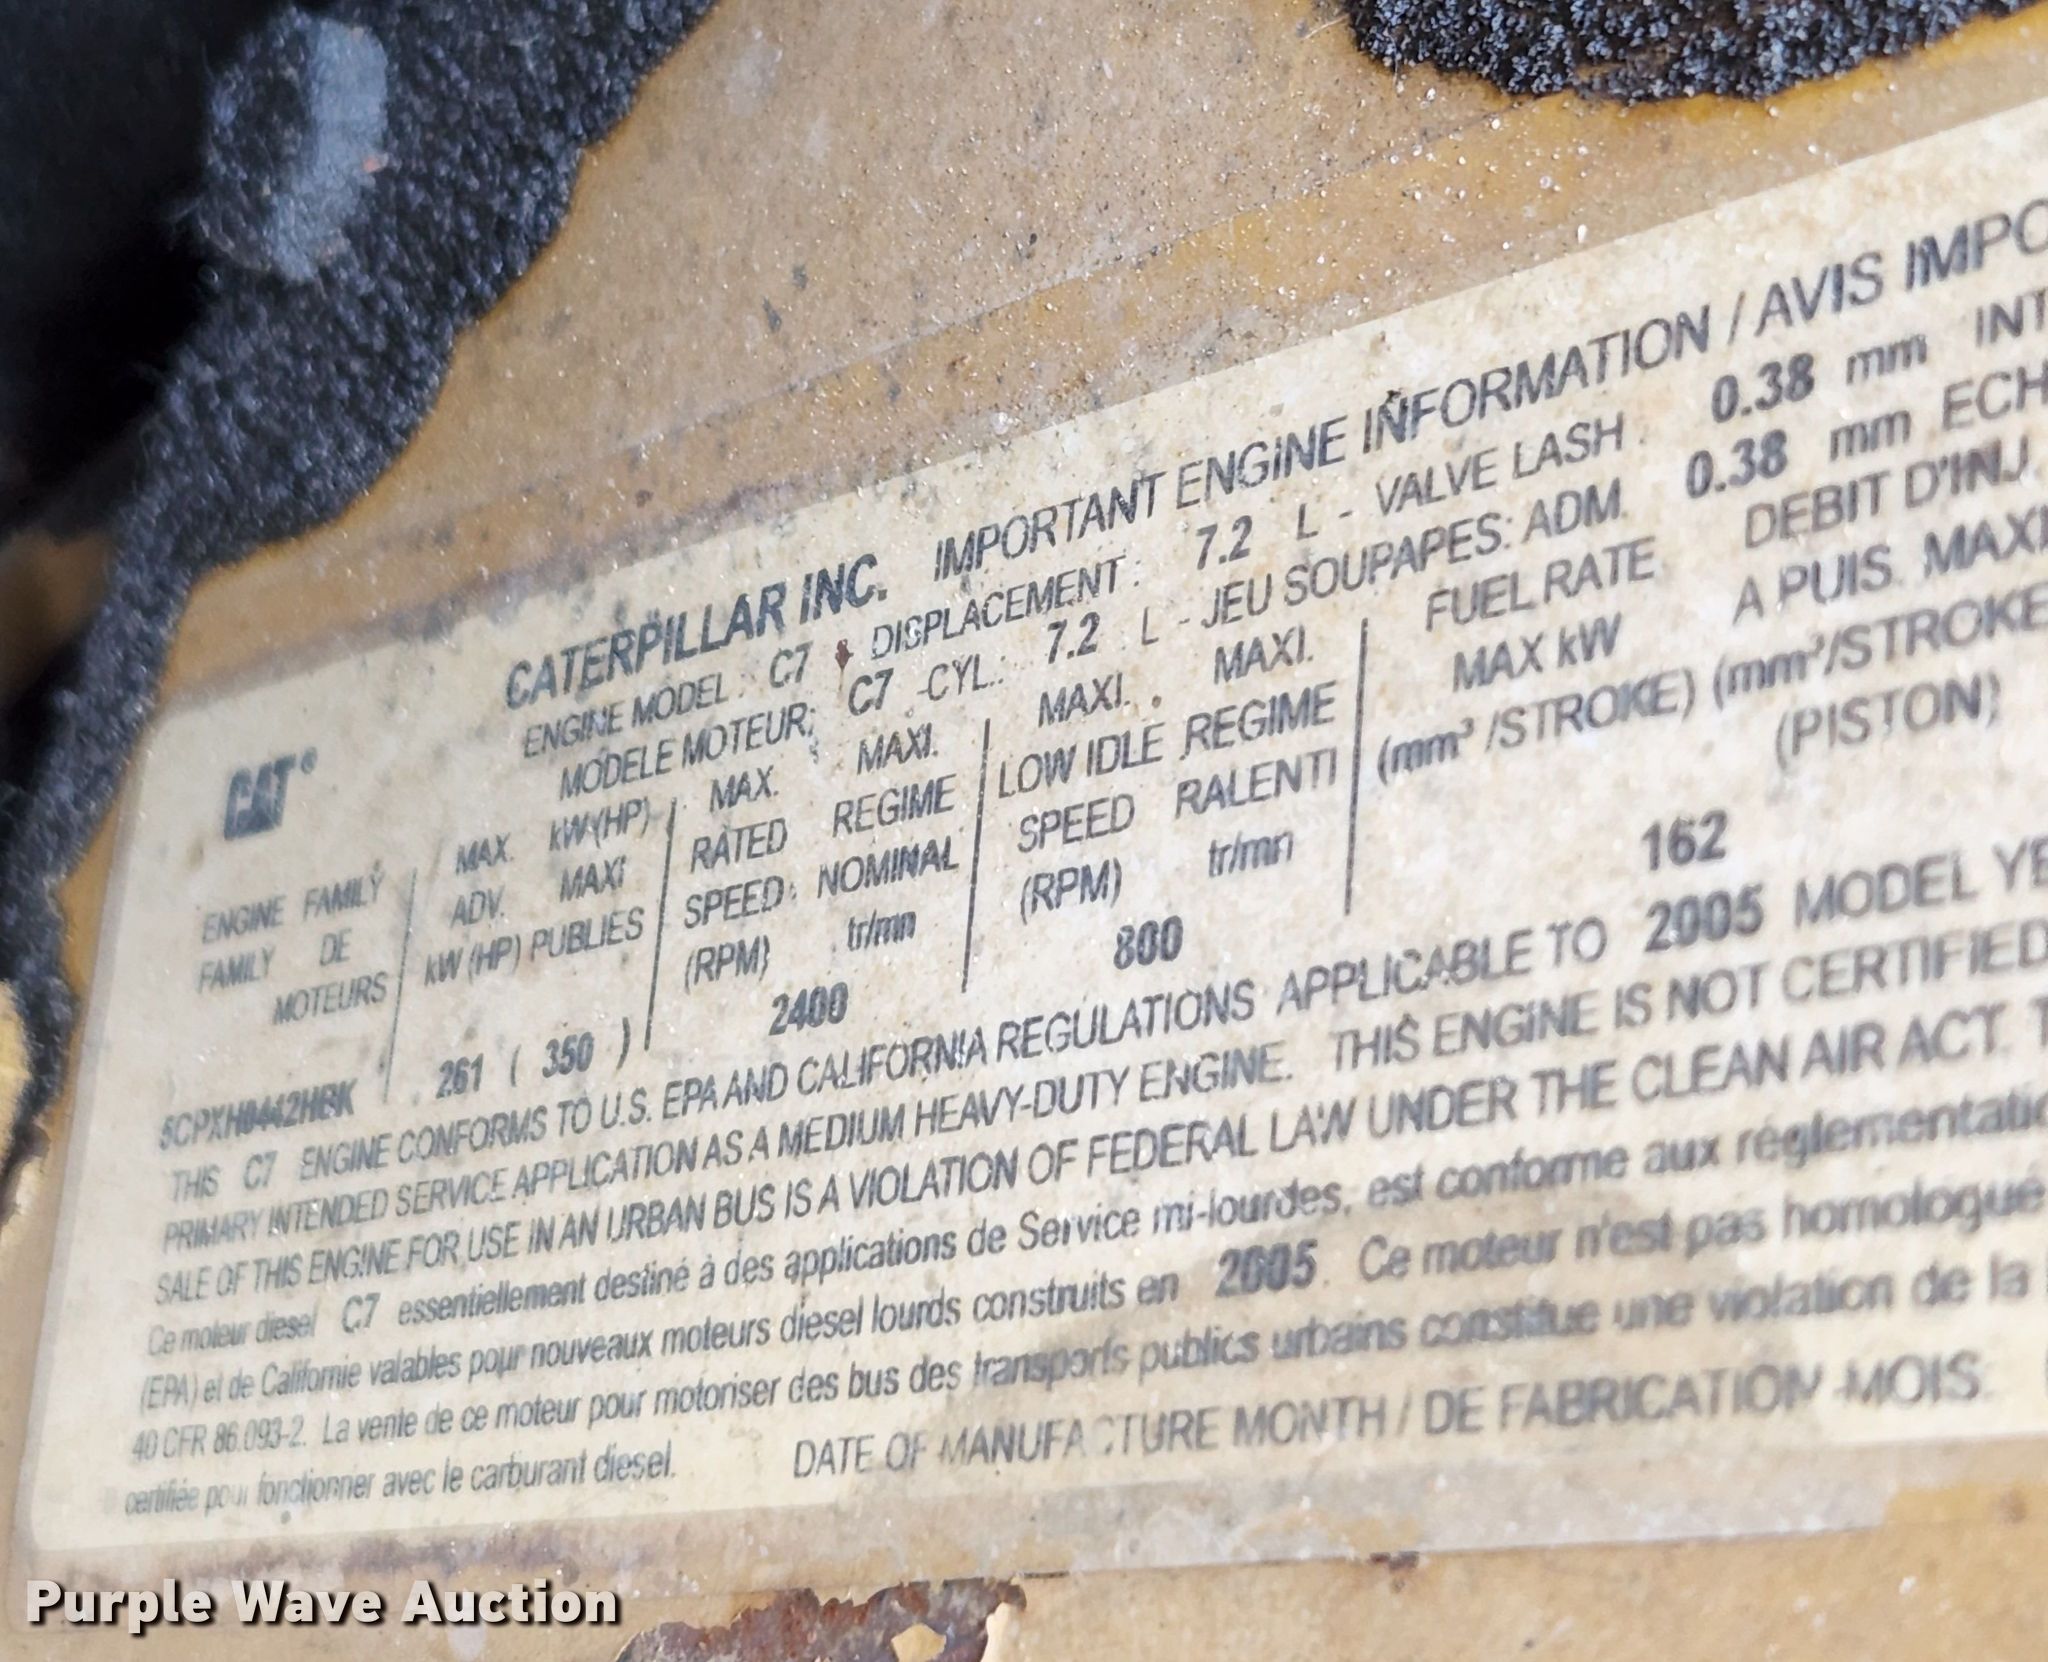 CATERPILLAR INC. IMPORTANT ENGINE INFORMATION / AVIS IMPO
ENGINE MODEL: C7 DISPLACEMENT: 7.2 L - VALVE LASH 0.38 mm INT
MODELE MOTEUR: C7 -CYL.: 7.2 L - JEU SOUPAPES: ADM. 0.38 mm ECH
CAT®
ENGINE FAMILY
FAMILY DE
MOTEURS
5CPXH0442HBK
MAX. kW(HP)
ADV. MAXI
kW (HP) PUBLIES
261 ( 350 )
MAX. MAXI.
RATED REGIME
SPEED NOMINAL
(RPM) tr/mn
2400
MAXI. MAXI.
LOW IDLE REGIME
SPEED RALENTI
(RPM) tr/mn
800
FUEL RATE DEBIT D'INJ.
MAX kW A PUIS. MAXI
(mm³ /STROKE) (mm³/STROKE
(PISTON)
162
THIS C7 ENGINE CONFORMS TO U.S. EPA AND CALIFORNIA REGULATIONS APPLICABLE TO 2005 MODEL YE
PRIMARY INTENDED SERVICE APPLICATION AS A MEDIUM HEAVY-DUTY ENGINE. THIS ENGINE IS NOT CERTIFIED
SALE OF THIS ENGINE FOR USE IN AN URBAN BUS IS A VIOLATION OF FEDERAL LAW UNDER THE CLEAN AIR ACT. T
Ce moteur diesel C7 essentiellement destiné à des applications de Service mi-lourdes, est conforme aux réglementatio
(EPA) et de Californie valables pour nouveaux moteurs diesel lourds construits en 2005. Ce moteur n'est pas homologué
40 CFR 86.093-2. La vente de ce moteur pour motoriser des bus des transports publics urbains constitue une violation de la
certifiée pour fonctionner avec le carburant diesel.
DATE OF MANUFACTURE MONTH / DE FABRICATION MOIS:
Purple Wave Auction